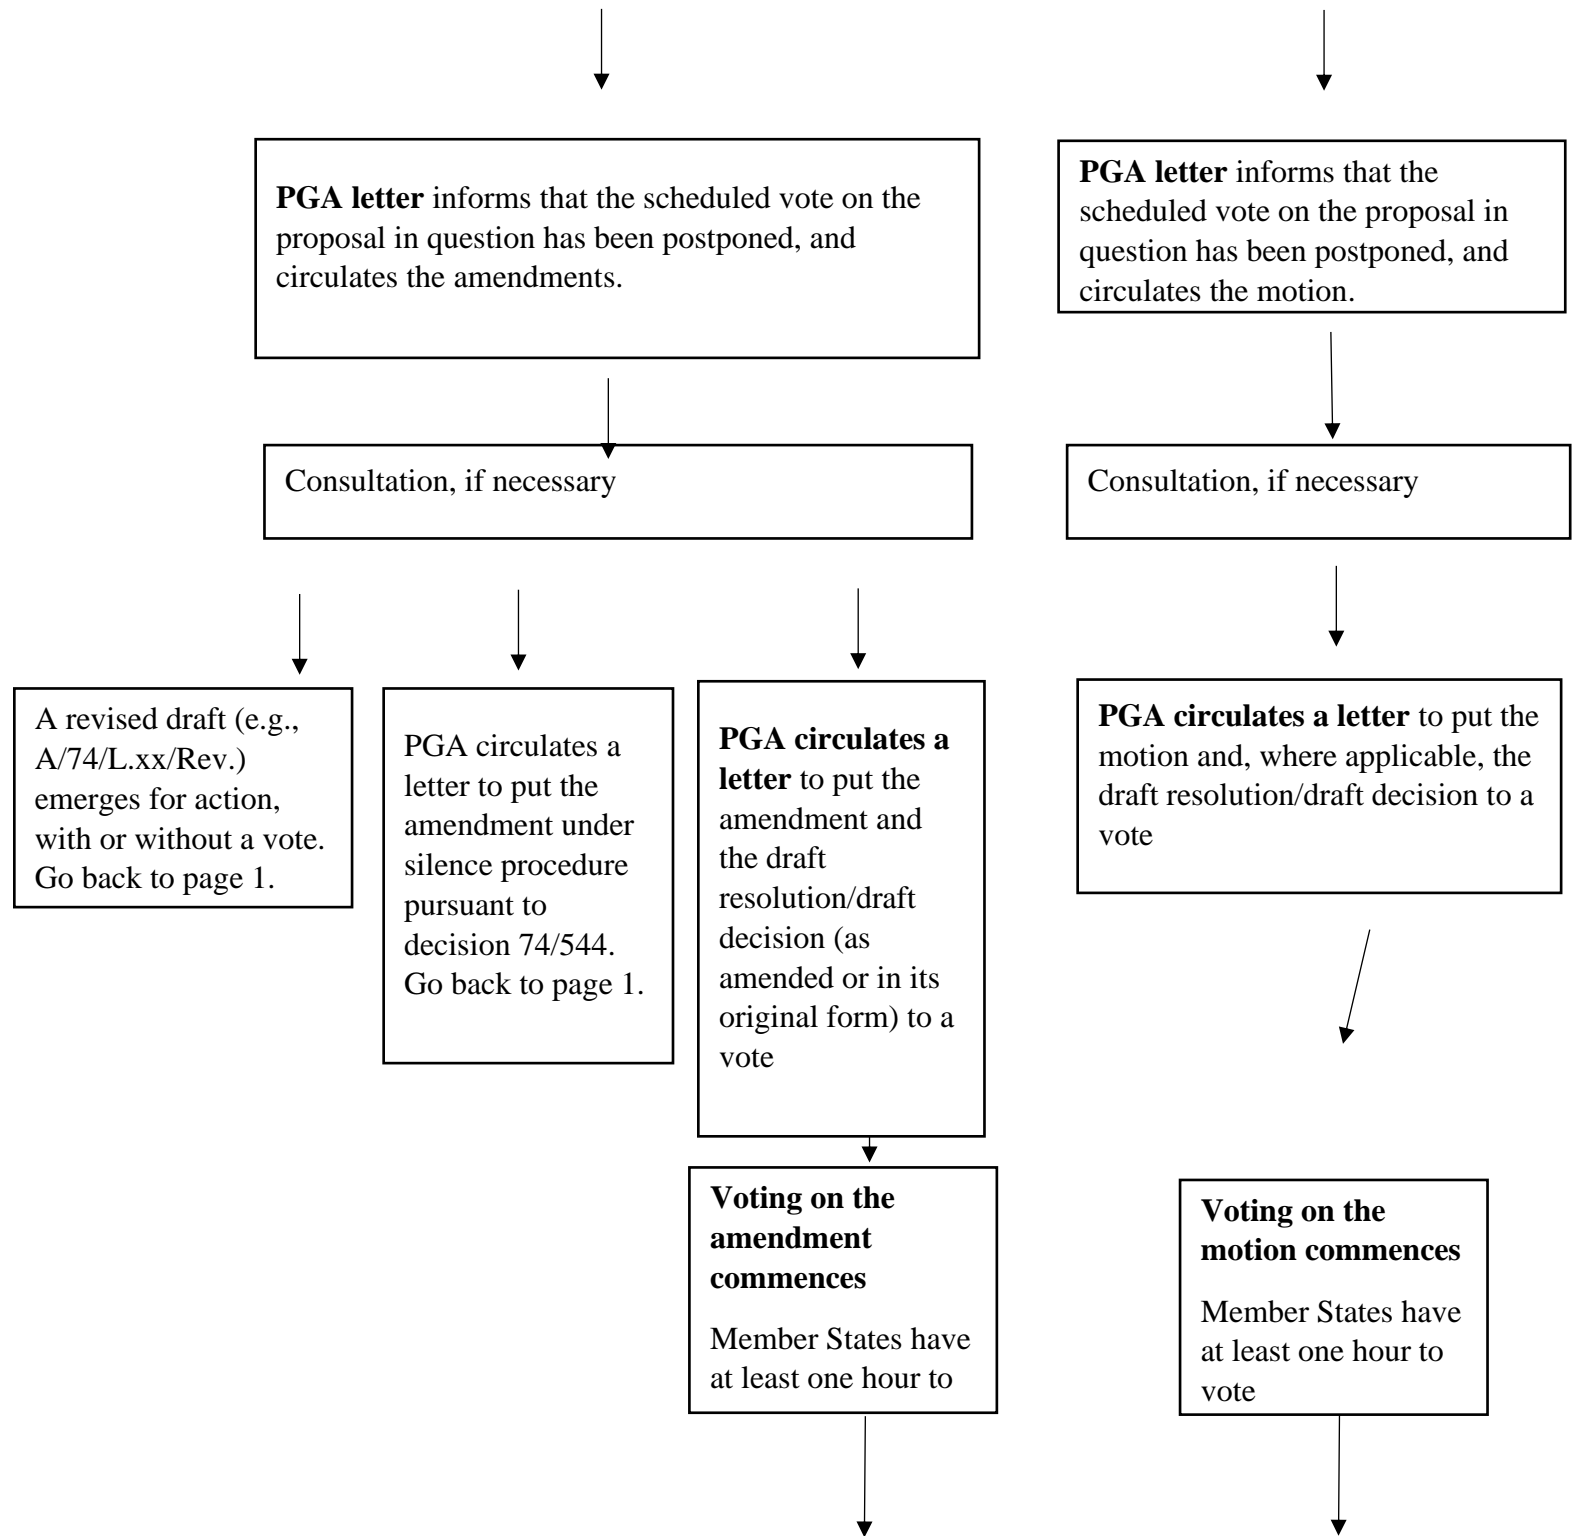 PGA letter informs that the scheduled vote on the
proposal in question has been postponed, and
circulates the amendments.
PGA letter informs that the
scheduled vote on the proposal in
question has been postponed, and
circulates the motion.
Consultation, if necessary
Consultation, if necessary
A revised draft (e.g.,
A/74/L.xx/Rev.)
emerges for action,
with or without a vote.
Go back to page 1.
PGA circulates a
letter to put the
amendment under
silence procedure
pursuant to
decision 74/544.
Go back to page 1.
PGA circulates a
letter to put the
amendment and
the draft
resolution/draft
decision (as
amended or in its
original form) to a
vote
PGA circulates a letter to put the
motion and, where applicable, the
draft resolution/draft decision to a
vote
Voting on the
amendment
commences
Member States have
at least one hour to
Voting on the
motion commences
Member States have
at least one hour to
vote